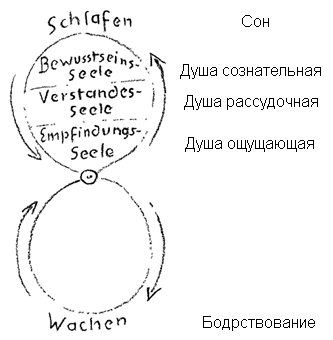 Schlafen Сон
Bewusstseins-
Seele Душа сознательная
Verstandes-
Seele Душа рассудочная
Empfindungs-
Seele Душа ощущающая
Wachen Бодрствование